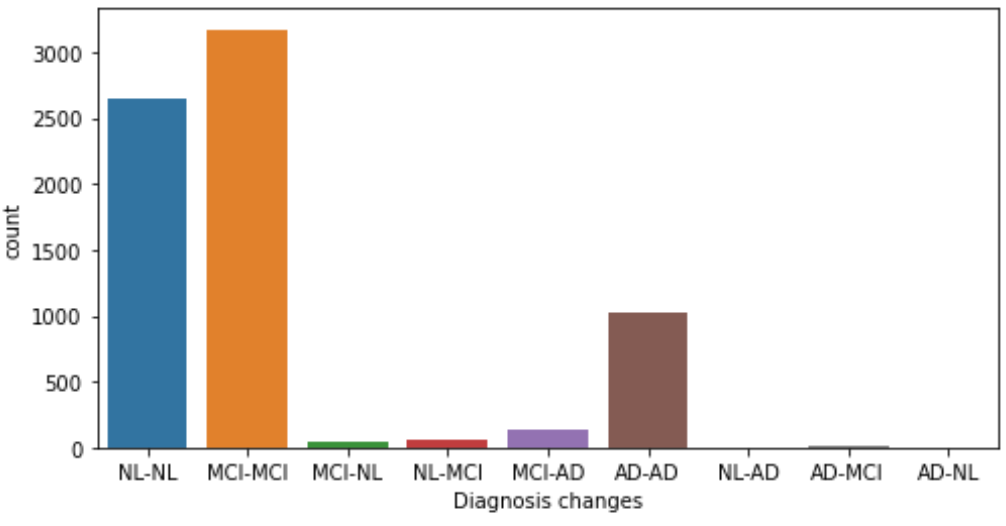 3000
2500
2000
1500
1000
500
0
count
NL-NL MCI-MCI MCI-NL NL-MCI MCI-AD AD-AD NL-AD AD-MCI AD-NL
Diagnosis changes